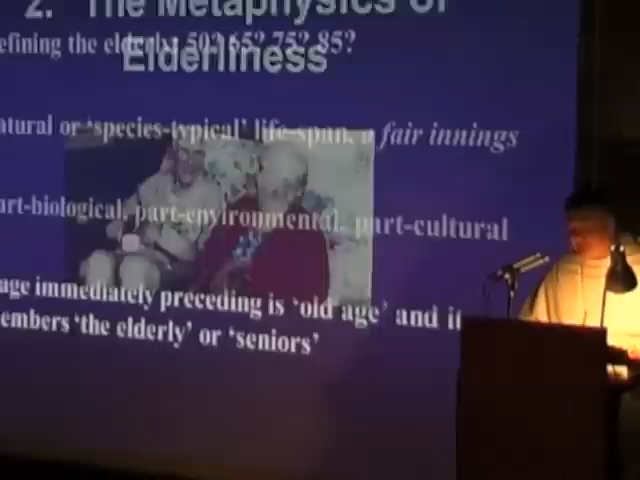 2. The Metaphysics of
Elderliness
efining the elderly: 50? 65? 75? 85?
atural or ‘species-typical’ life-span, a fair innings
art-biological, part-environmental, part-cultural
age immediately preceding is ‘old age’ and it
embers ‘the elderly’ or ‘seniors’